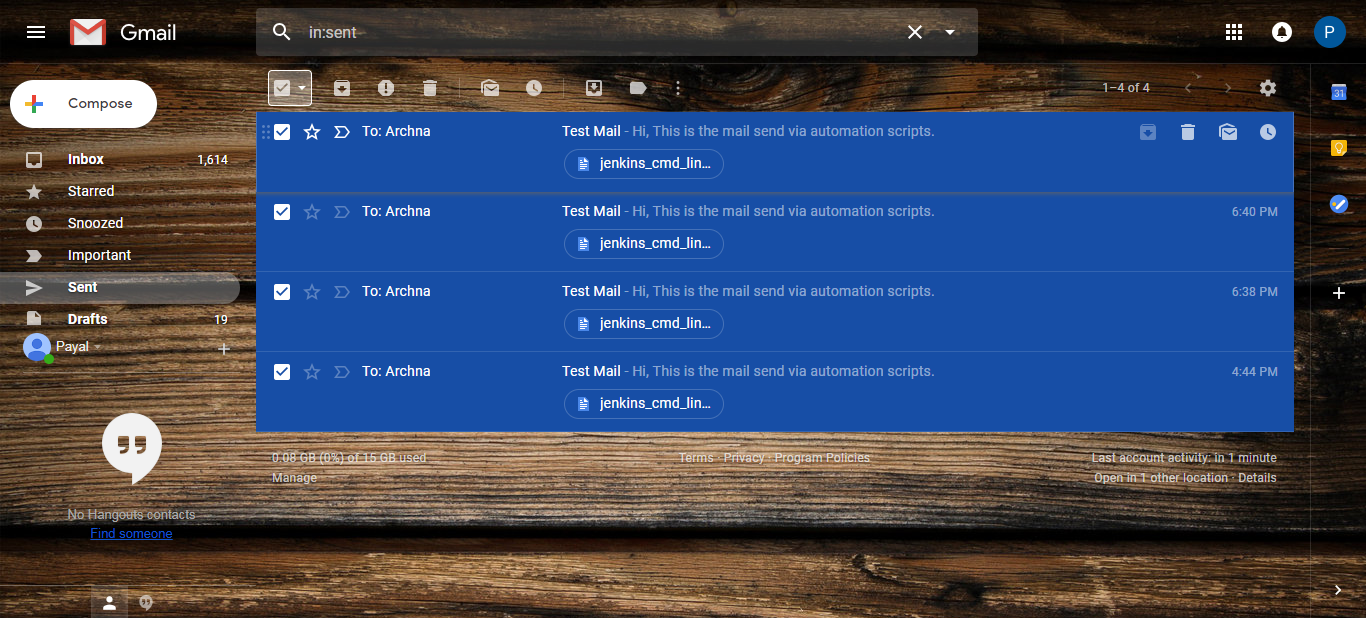 Gmail
in:sent
P
Compose
1–4 of 4
31
Inbox 1,614
Starred
Snoozed
Important
Sent
Drafts 19
Payal
To: Archna Test Mail - Hi, This is the mail send via automation scripts.
jenkins_cmd_lin...
To: Archna Test Mail - Hi, This is the mail send via automation scripts. 6:40 PM
jenkins_cmd_lin...
To: Archna Test Mail - Hi, This is the mail send via automation scripts. 6:38 PM
jenkins_cmd_lin...
To: Archna Test Mail - Hi, This is the mail send via automation scripts. 4:44 PM
jenkins_cmd_lin...
0.08 GB (0%) of 15 GB used
Manage
Terms · Privacy · Program Policies
Last account activity: in 1 minute
Open in 1 other location · Details
No Hangouts contacts
Find someone